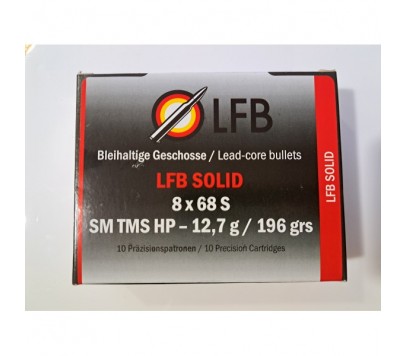 LFB
Bleihaltige Geschosse / Lead-core bullets
LFB SOLID
8 x 68 S
SM TMS HP – 12,7 g / 196 grs
10 Präzisionspatronen / 10 Precision Cartridges
LFB SOLID